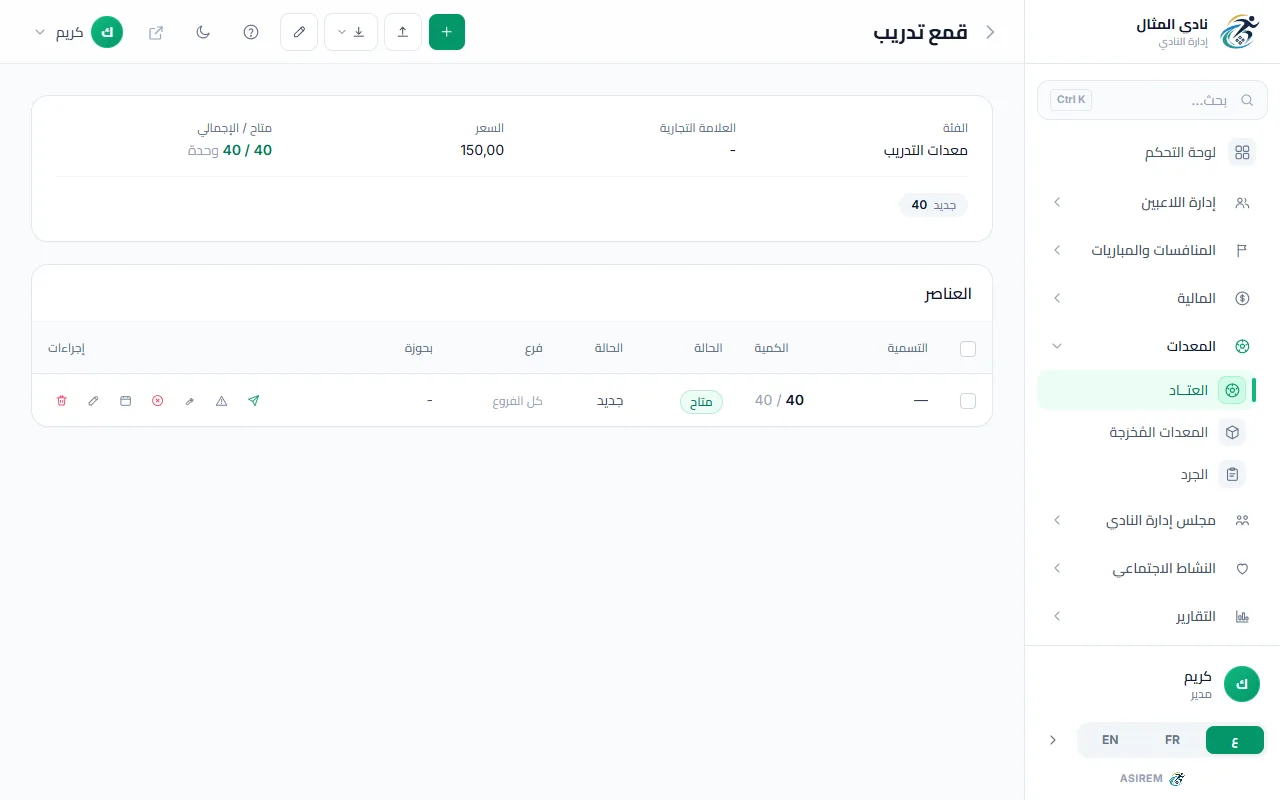 نادي المثال
إدارة النادي
بحث...
Ctrl K
لوحة التحكم
إدارة اللاعبين
المنافسات والمباريات
المالية
المعدات
العتــاد
المعدات المُخرَجة
الجرد
مجلس إدارة النادي
النشاط الاجتماعي
التقارير
ك
كريم
مدير
ع
FR
EN
ASIREM
قمع تدريب
ك
كريم
الفئة
العلامة التجارية
السعر
متاح / الإجمالي
معدات التدريب
-
150,00
40 / 40 وحدة
جديد 40
العناصر
التسمية
الكمية
الحالة
الحالة
فرع
بحوزة
إجراءات
—
40 / 40
متاح
جديد
كل الفروع
-